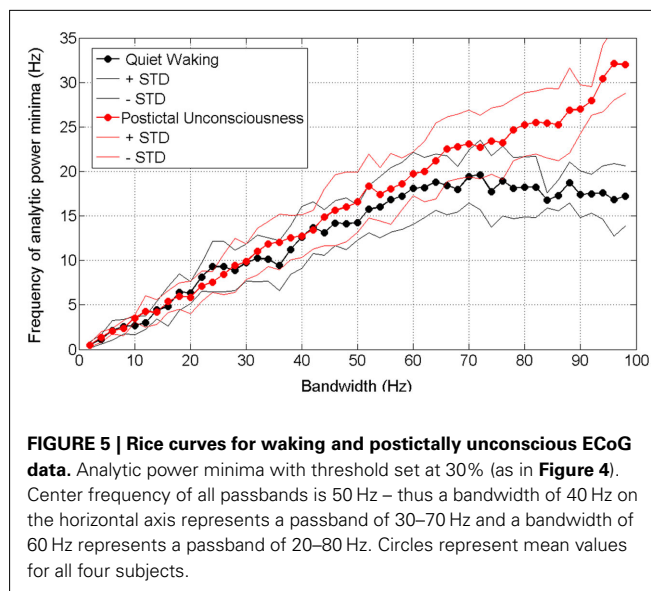 35
30
25
20
15
10
5
0
Frequency of analytic power minima (Hz)
Quiet Waking
+ STD
- STD
Postictal Unconsciousness
+ STD
- STD
0 10 20 30 40 50 60 70 80 90 100
Bandwidth (Hz)
FIGURE 5 | Rice curves for waking and postictally unconscious ECoG
data. Analytic power minima with threshold set at 30% (as in Figure 4).
Center frequency of all passbands is 50 Hz – thus a bandwidth of 40 Hz on
the horizontal axis represents a passband of 30–70 Hz and a bandwidth of
60 Hz represents a passband of 20–80 Hz. Circles represent mean values
for all four subjects.